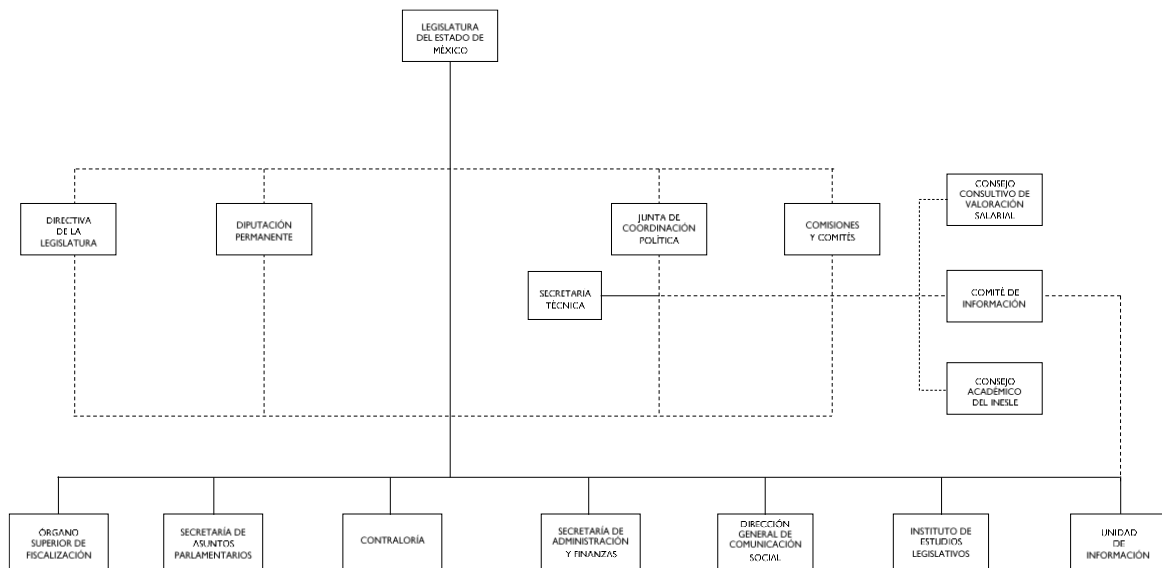 LEGISLATURA
DEL ESTADO DE
MÉXICO
DIRECTIVA
DE LA
LEGISLATURA
DIPUTACIÓN
PERMANENTE
JUNTA DE
COORDINACIÓN
POLÍTICA
COMISIONES
Y COMITÉS
CONSEJO
CONSULTIVO DE
VALORACIÓN
SALARIAL
SECRETARIA
TÉCNICA
COMITÉ DE
INFORMACIÓN
CONSEJO
ACADÉMICO
DEL INESLE
ÓRGANO
SUPERIOR DE
FISCALIZACIÓN
SECRETARÍA DE
ASUNTOS
PARLAMENTARIOS
CONTRALORÍA
SECRETARÍA DE
ADMINISTRACIÓN
Y FINANZAS
DIRECCIÓN
GENERAL DE
COMUNICACIÓN
SOCIAL
INSTITUTO DE
ESTUDIOS
LEGISLATIVOS
UNIDAD
DE
INFORMACIÓN